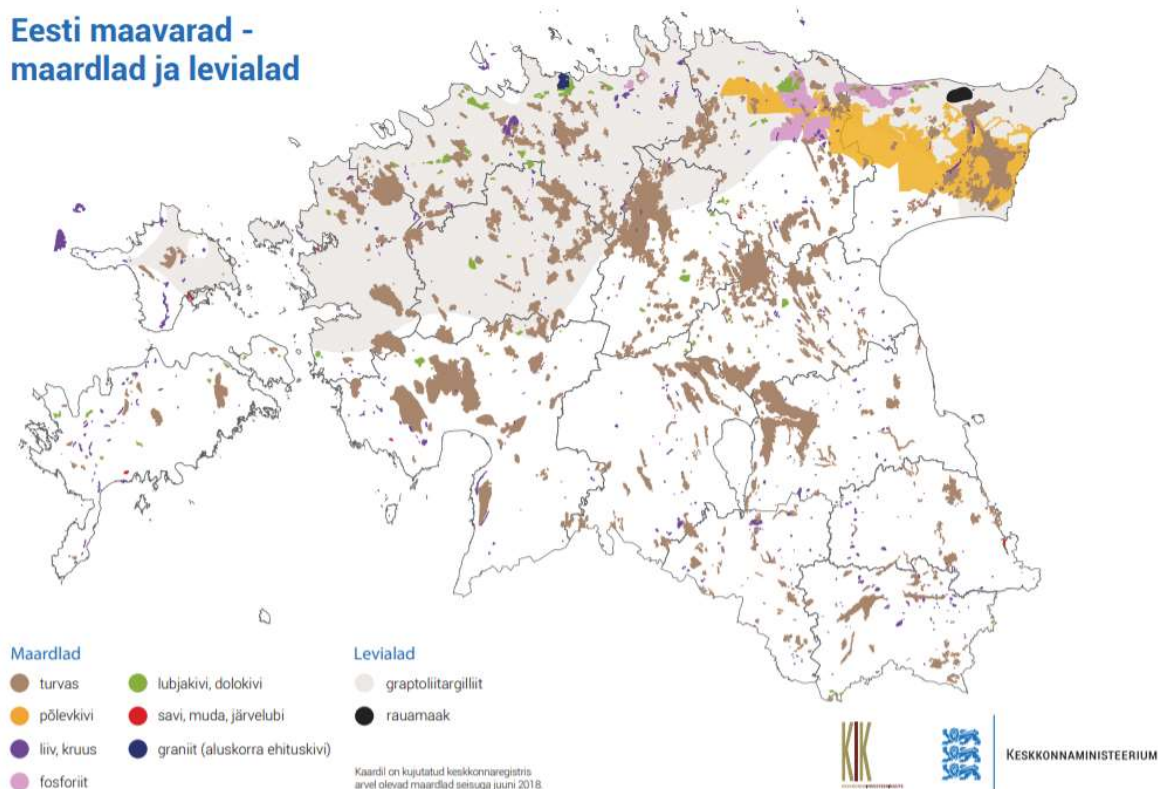 Eesti maavarad -
maardlad ja levialad
Maardlad
turvas
põlevkivi
liiv, kruus
fosforiit
lubjakivi, dolokivi
savi, muda, järvelubi
graniit (aluskorra ehituskivi)
Levialad
graptoliitargilliit
rauamaak
Kaardil on kujutatud keskkonnaregistris
arvel olevad maardlad seisuga juuni 2018.
KIK
KESKKONNAMINISTEERIUM